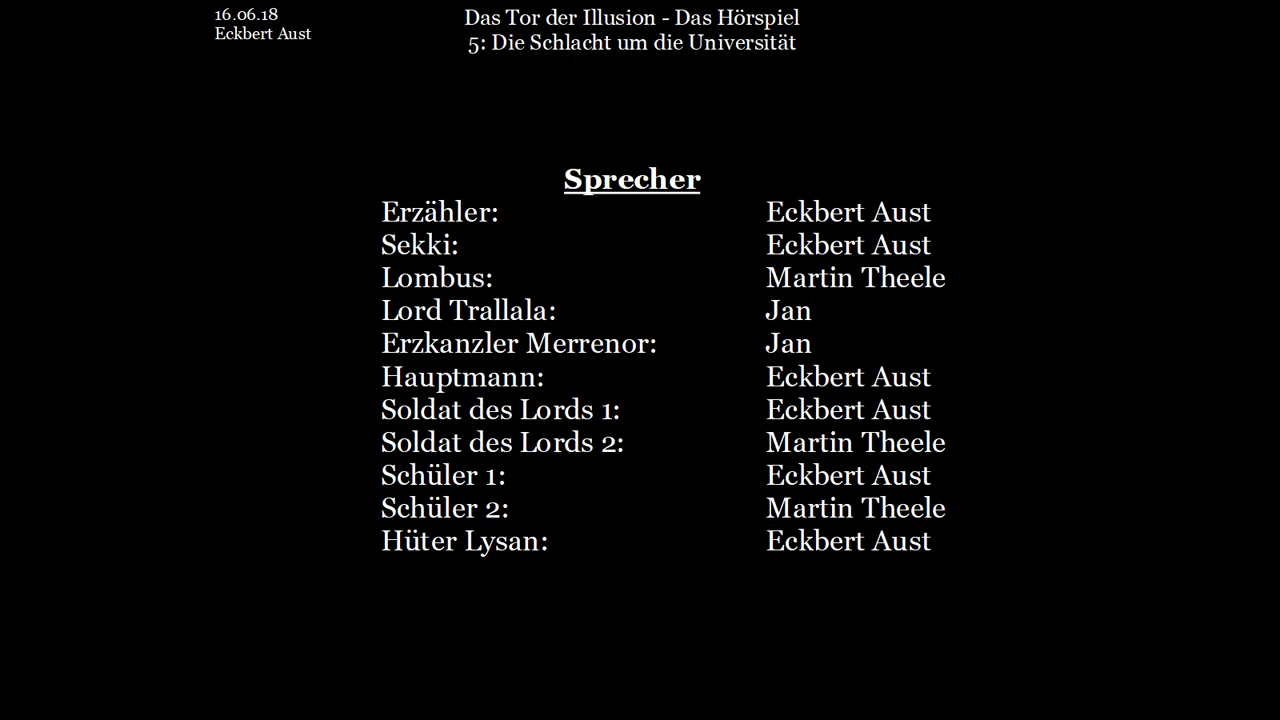 16.06.18
Eckbert Aust
Das Tor der Illusion - Das Hörspiel
5: Die Schlacht um die Universität
Sprecher
Erzähler: Eckbert Aust
Sekki: Eckbert Aust
Lombus: Martin Theele
Lord Trallala: Jan
Erzkanzler Merrenor: Jan
Hauptmann: Eckbert Aust
Soldat des Lords 1: Eckbert Aust
Soldat des Lords 2: Martin Theele
Schüler 1: Eckbert Aust
Schüler 2: Martin Theele
Hüter Lysan: Eckbert Aust